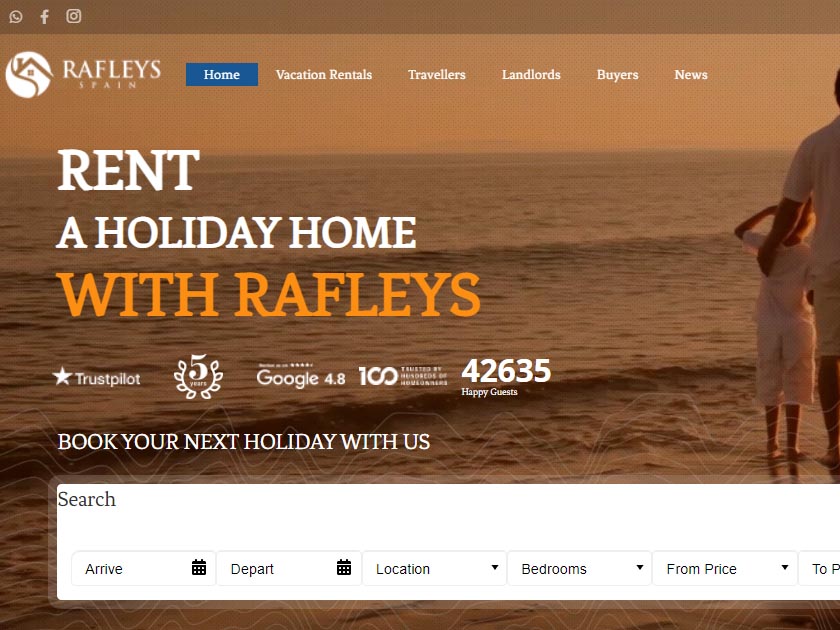 RAFLEYS
SPAIN
Home
Vacation Rentals
Travellers
Landlords
Buyers
News
RENT
A HOLIDAY HOME
WITH RAFLEYS
Trustpilot
5
years
Google 4.8
100
TRUSTED BY
HUNDREDS OF
HOMEOWNERS
42635
Happy Guests
BOOK YOUR NEXT HOLIDAY WITH US
Search
Arrive
Depart
Location
Bedrooms
From Price
To P